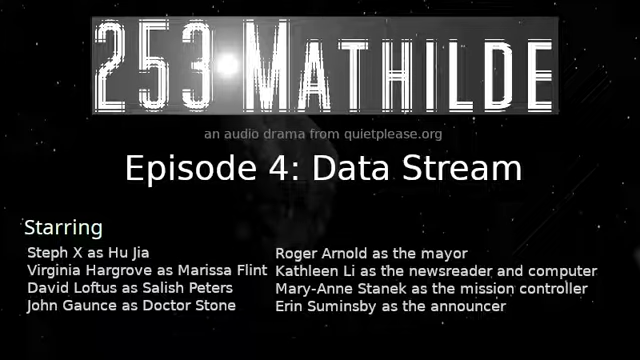 253 MATHILDE
an audio drama from quietplease.org
Episode 4: Data Stream
Starring
Steph X as Hu Jia
Virginia Hargrove as Marissa Flint
David Loftus as Salish Peters
John Gaunce as Doctor Stone
Roger Arnold as the mayor
Kathleen Li as the newsreader and computer
Mary-Anne Stanek as the mission controller
Erin Suminsby as the announcer